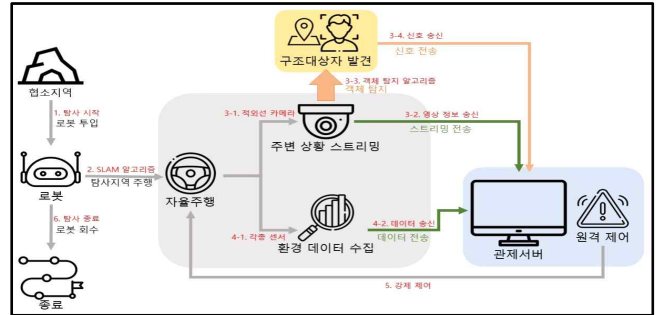 구조대상자 발견
3-4. 신호 송신
신호 전송
협소지역
3-3. 객체 탐지 알고리즘
객체 탐지
1. 탐사 시작
로봇 투입
3-1. 적외선 카메라
3-2. 영상 정보 송신
주변 상황 스트리밍
스트리밍 전송
2. SLAM 알고리즘
탐사지역 주행
로봇
자율주행
6. 탐사 종료
로봇 회수
4-1. 각종 센서
4-2. 데이터 송신
환경 데이터 수집
데이터 전송
관제서버
원격 제어
5. 강제 제어
종료